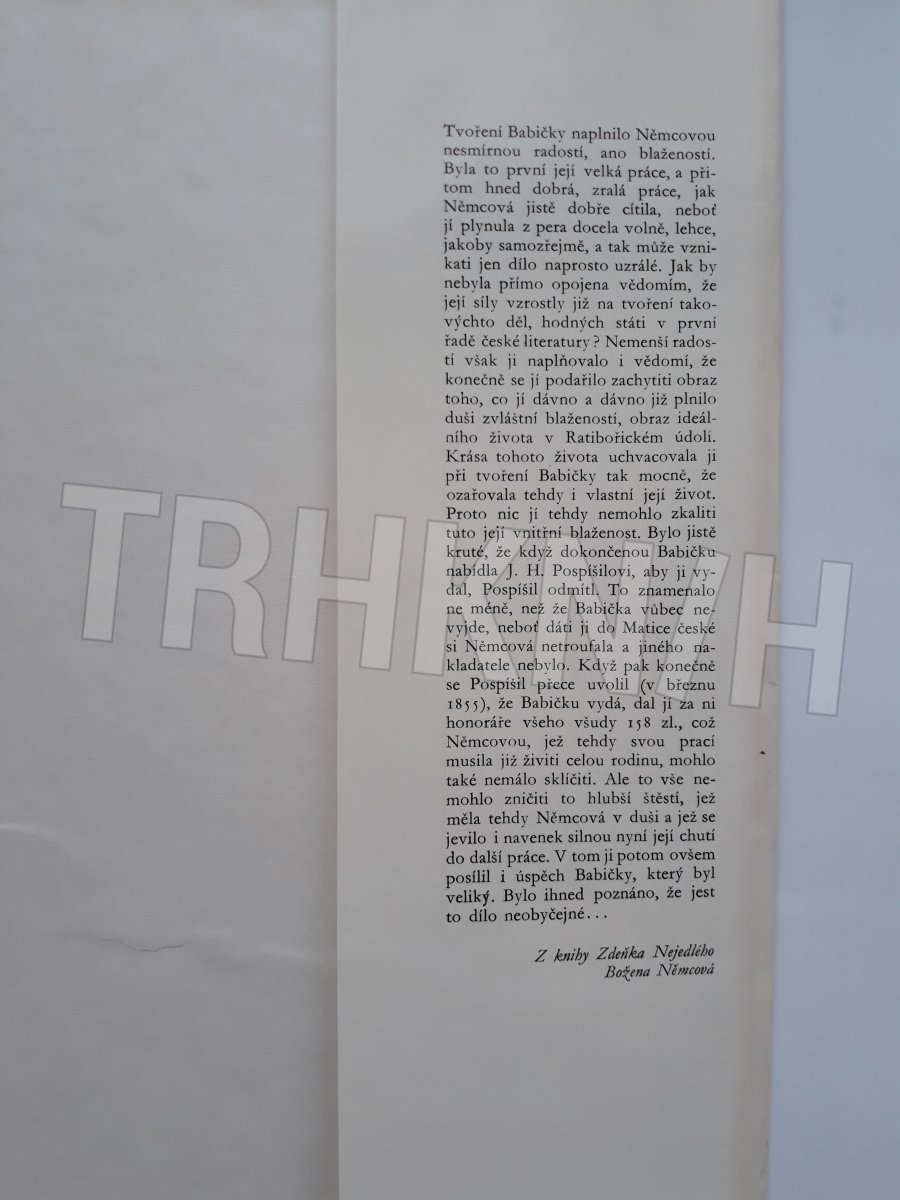 Tvoření Babičky naplnilo Němcovou
nesmírnou radostí, ano blažeností.
Byla to první její velká práce, a při-
tom hned dobrá, zralá práce, jak
Němcová jistě dobře cítila, neboť
jí plynula z pera docela volně, lehce,
jakoby samozřejmě, a tak může vzni-
kati jen dílo naprosto uzrálé. Jak by
nebyla přímo opojena vědomím, že
její síly vzrostly již na tvoření tako-
výchto děl, hodných státi v první
řadě české literatury? Nemenší rados-
tí však ji naplňovalo i vědomí, že
konečně se jí podařilo zachytiti obraz
toho, co jí dávno a dávno již plnilo
duši zvláštní blažeností, obraz ideál-
ního života v Ratibořickém údolí.
Krása tohoto života uchvacovala ji
při tvoření Babičky tak mocně, že
ozařovala tehdy i vlastní její život.
Proto nic jí tehdy nemohlo zkaliti
tuto její vnitřní blaženost. Bylo jistě
kruté, že když dokončenou Babičku
nabídla J. H. Pospíšilovi, aby ji vy-
dal, Pospíšil odmítl. To znamenalo
ne méně, než že Babička vůbec ne-
vyjde, neboť dáti ji do Matice české
si Němcová netroufala a jiného na-
kladatele nebylo. Když pak konečně
se Pospíšil přece uvolil (v březnu
1855), že Babičku vydá, dal jí za ni
honoráře všeho všudy 158 zl., což
Němcovou, jež tehdy svou prací
musila již živiti celou rodinu, mohlo
také nemálo sklíčiti. Ale to vše ne-
mohlo zničiti to hlubší štěstí, jež
měla tehdy Němcová v duši a jež se
jevilo i navenek silnou nyní její chutí
do další práce. V tom ji potom ovšem
posílil i úspěch Babičky, který byl
veliký. Bylo ihned poznáno, že jest
to dílo neobyčejné...
Z knihy Zdeňka Nejedlého
Božena Němcová
TRHKNIH